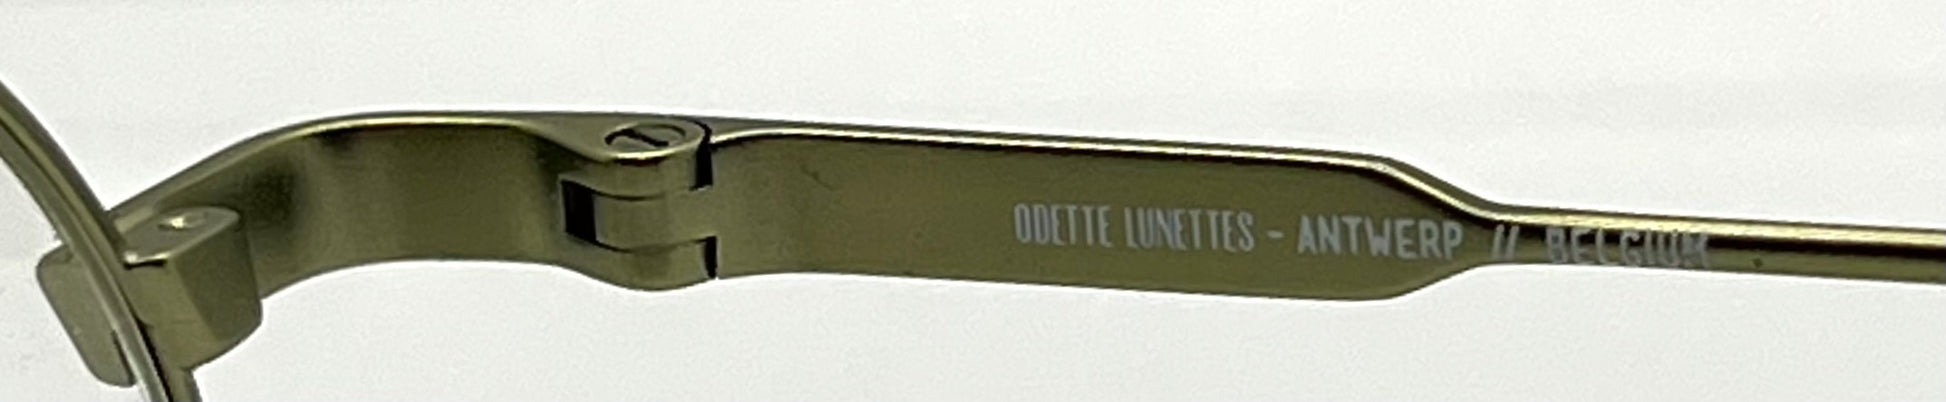 ODETTE LUNETTES - ANTWERP // BELGIUM